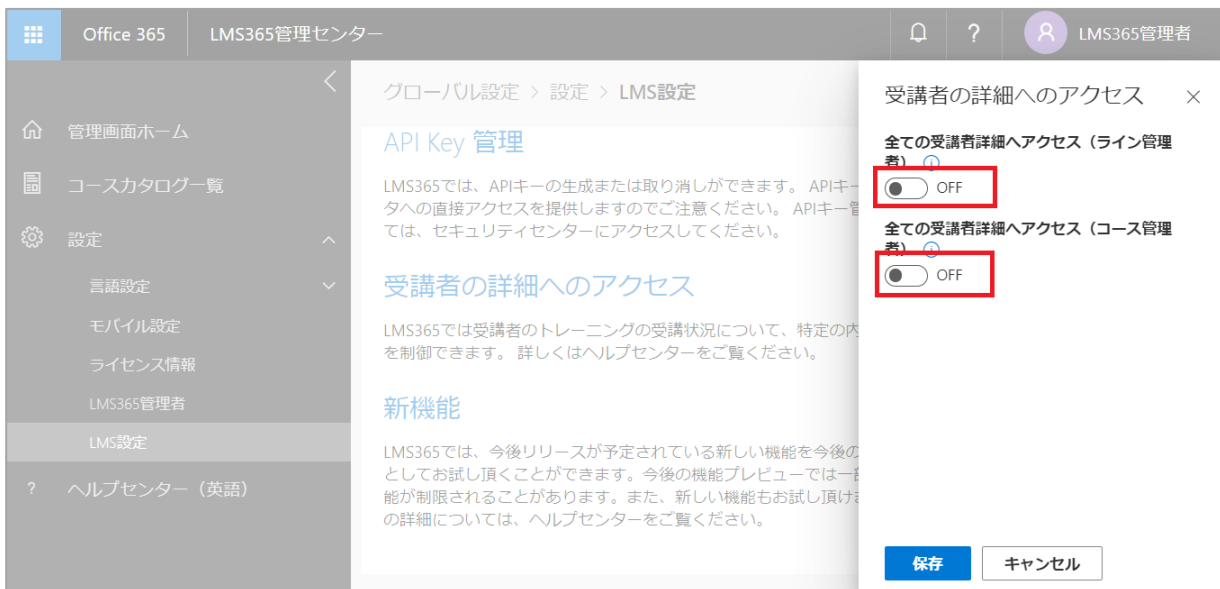 Office 365
LMS365管理センター
?
R
LMS365管理者
管理画面ホーム
コースカタログ一覧
設定
言語設定
モバイル設定
ライセンス情報
LMS365管理者
LMS設定
? ヘルプセンター（英語）
グローバル設定 > 設定 > LMS設定
API Key 管理
LMS365では、APIキーの生成または取り消しができます。 APIキー
タへの直接アクセスを提供しますのでご注意ください。 APIキー管
ては、セキュリティセンターにアクセスしてください。
受講者の詳細へのアクセス
LMS365では受講者のトレーニングの受講状況について、特定の内
を制御できます。 詳しくはヘルプセンターをご覧ください。
新機能
LMS365では、今後リリースが予定されている新しい機能を今後の
としてお試し頂くことができます。今後の機能プレビューでは一部
能が制限されることがあります。また、新しい機能もお試し頂けま
の詳細については、ヘルプセンターをご覧ください。
受講者の詳細へのアクセス
全ての受講者詳細へアクセス（ライン管理
者）
OFF
全ての受講者詳細へアクセス（コース管理
者）
OFF
保存
キャンセル